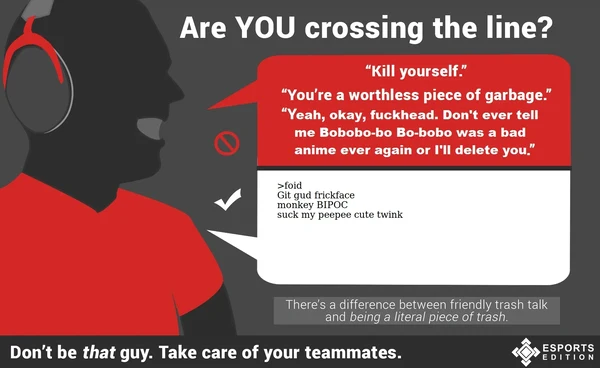 Are YOU crossing the line?
“Kill yourself.”
“You’re a worthless piece of garbage.”
“Yeah, okay, fuckhead. Don't ever tell
me Bobobo-bo Bo-bobo was a bad
anime ever again or I'll delete you.”
>foid
Git gud frickface
monkey BIPOC
suck my peepee cute twink
There’s a difference between friendly trash talk
and being a literal piece of trash.
Don’t be that guy. Take care of your teammates.
ESPORTS
EDITION